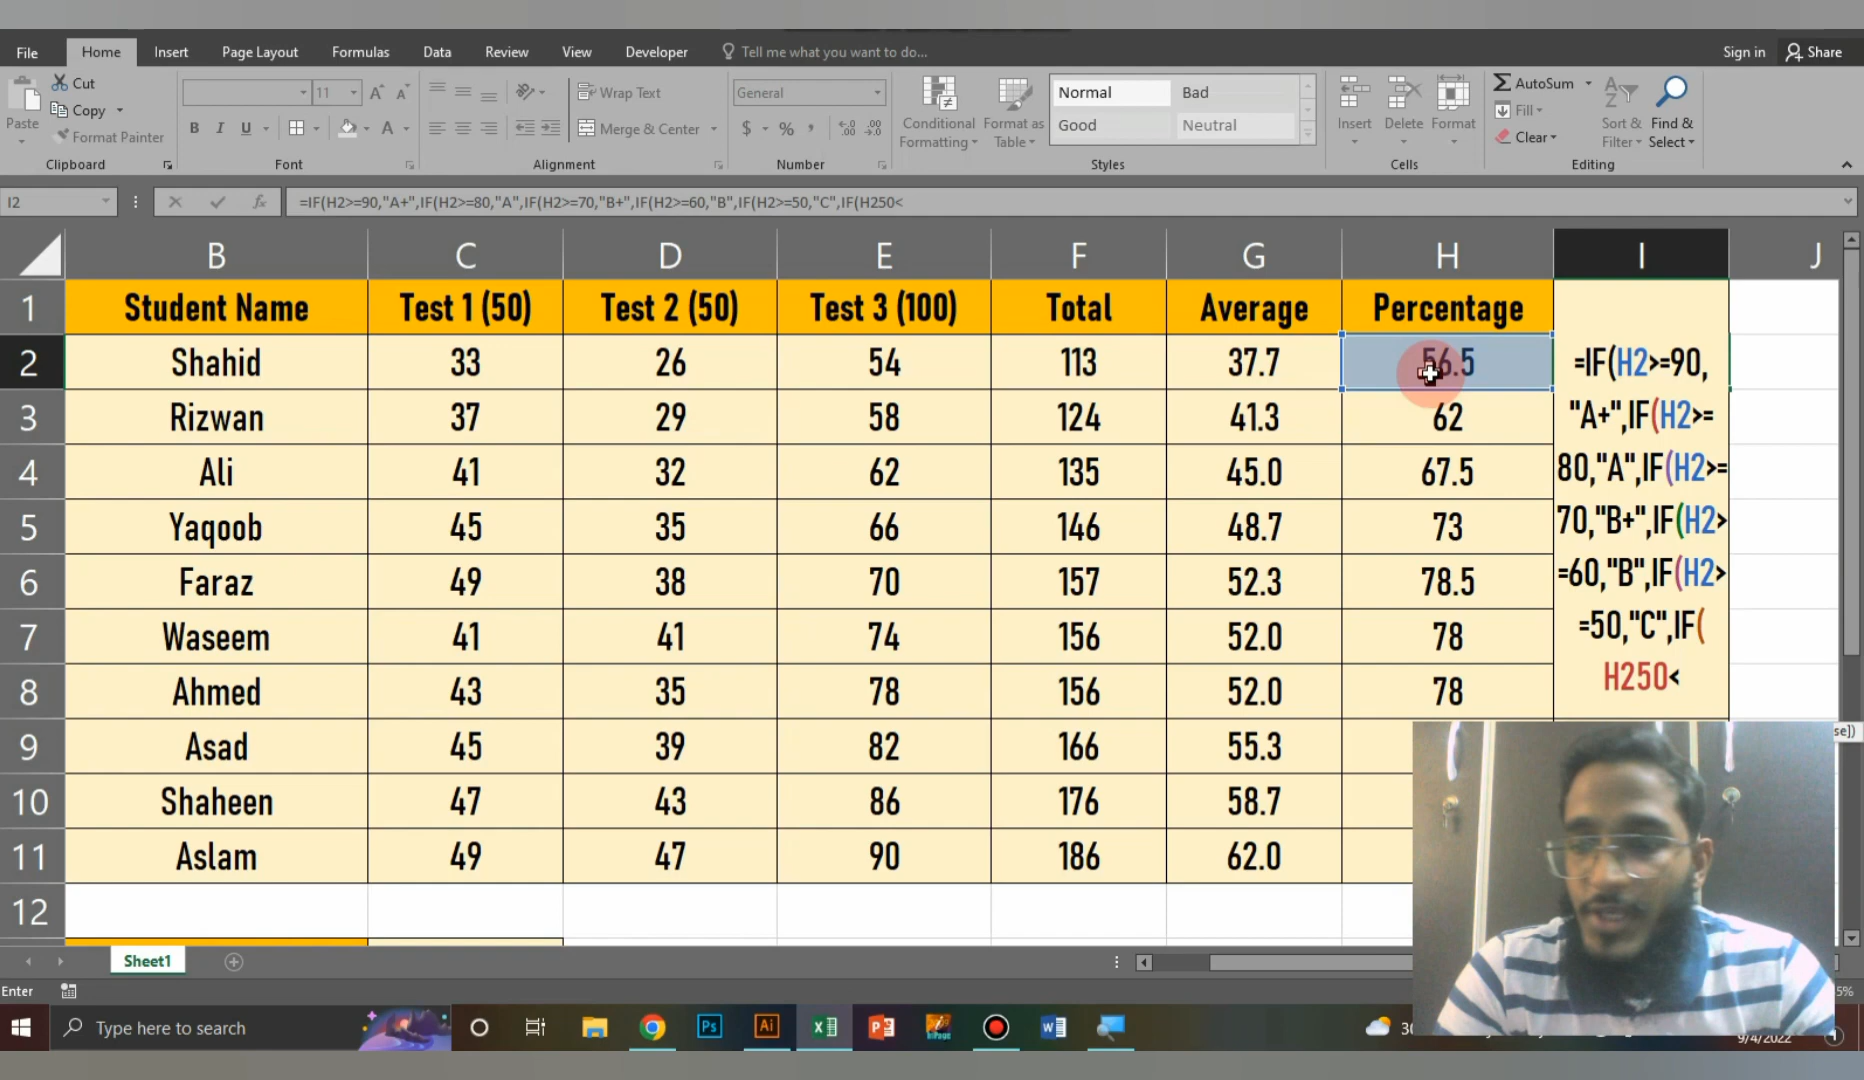 File Home Insert Page Layout Formulas Data Review View Developer Tell me what you want to do... Sign in Share
Paste Cut Copy Format Painter
Clipboard
11 A A
B I U A
Font
Wrap Text
Merge & Center
Alignment
General
$ % ,
Number
Conditional Formatting
Format as Table
Normal Bad
Good Neutral
Styles
Insert Delete Format
Cells
AutoSum
Fill
Clear
Sort & Filter
Find & Select
Editing
I2 fx =IF(H2>=90,"A+",IF(H2>=80,"A",IF(H2>=70,"B+",IF(H2>=60,"B",IF(H2>=50,"C",IF(H250<
B C D E F G H I J
1 Student Name Test 1 (50) Test 2 (50) Test 3 (100) Total Average Percentage
2 Shahid 33 26 54 113 37.7 56.5
3 Rizwan 37 29 58 124 41.3 62
4 Ali 41 32 62 135 45.0 67.5
5 Yaqoob 45 35 66 146 48.7 73
6 Faraz 49 38 70 157 52.3 78.5
7 Waseem 41 41 74 156 52.0 78
8 Ahmed 43 35 78 156 52.0 78
9 Asad 45 39 82 166 55.3
10 Shaheen 47 43 86 176 58.7
11 Aslam 49 47 90 186 62.0
12
=IF(H2>=90,
"A+",IF(H2>=
80,"A",IF(H2>=
70,"B+",IF(H2>
=60,"B",IF(H2>
=50,"C",IF(
H250<
se])
Sheet1
Enter
5%
Type here to search
Ps Ai
9/4/2022